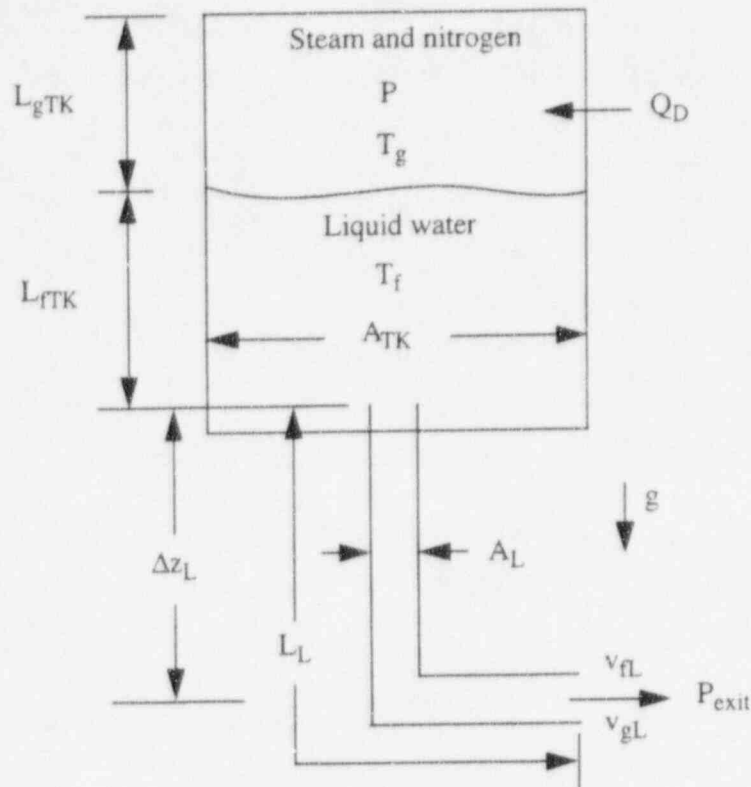 Steam and nitrogen
L_gTK
P
Q_D
T_g
Liquid water
L_fTK
T_f
A_TK
g
Δz_L
A_L
L_L
v_fL
P_exit
v_gL